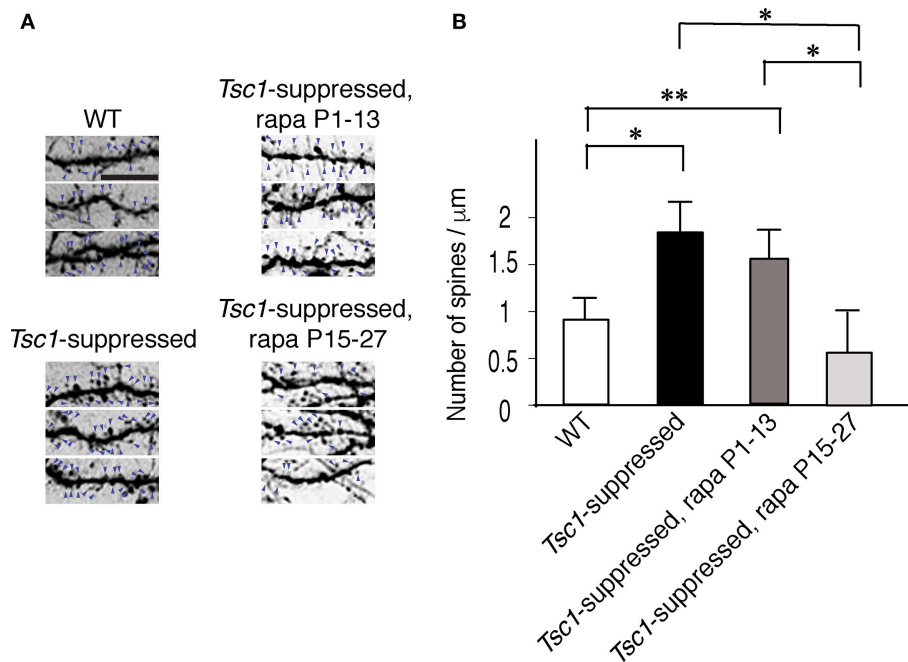 A
WT
Tsc1-suppressed,
rapa P1-13
Tsc1-suppressed
Tsc1-suppressed,
rapa P15-27
B
*
*
**
*
Number of spines / μm
2
1.5
1
0.5
0
WT
Tsc1-suppressed
Tsc1-suppressed, rapa P1-13
Tsc1-suppressed, rapa P15-27